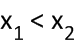 x₁ < x₂